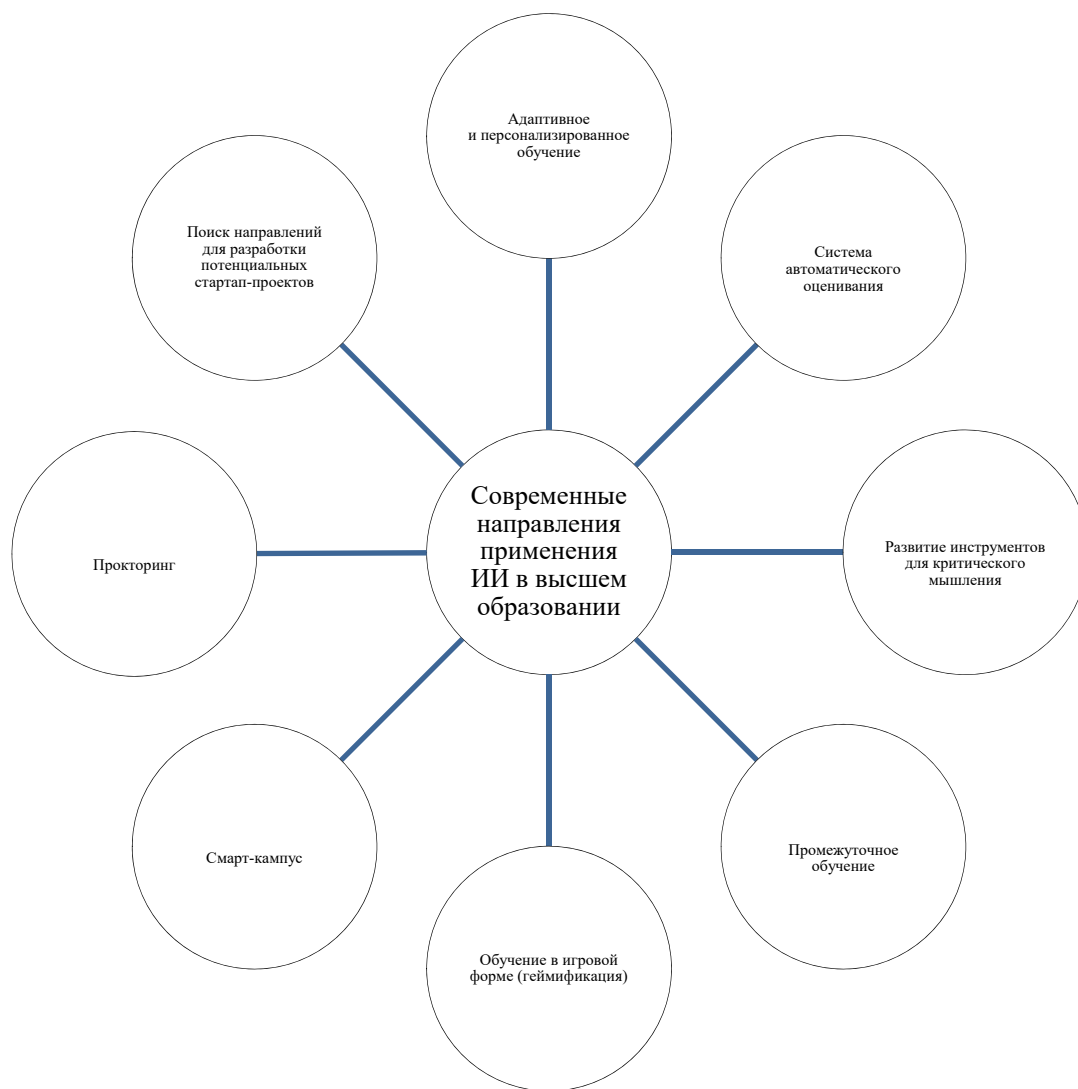 Адаптивное
и персонализированное
обучение
Поиск направлений
для разработки
потенциальных
стартап-проектов
Система
автоматического
оценивания
Современные
направления
применения
ИИ в высшем
образовании
Прокторинг
Развитие инструментов
для критического
мышления
Смарт-кампус
Промежуточное
обучение
Обучение в игровой
форме (геймификация)